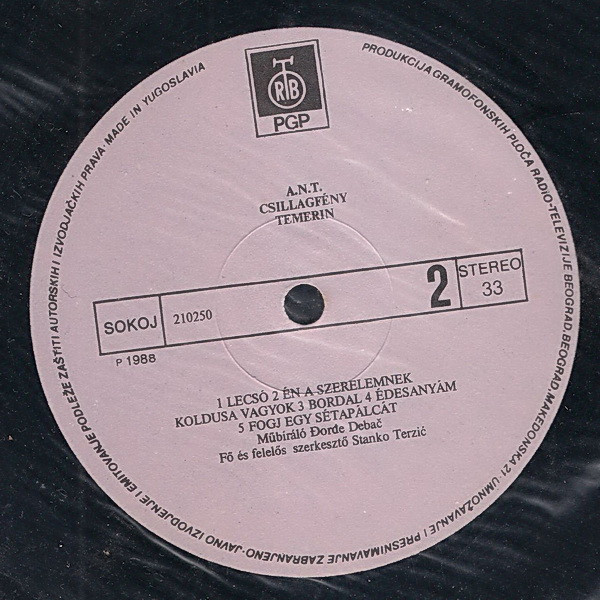 RTB
PGP
PRODUKCIJA GRAMOFONSKIH PLOČA RADIO-TELEVIZIJE BEOGRAD, BEOGRAD, MAKEDONSKA 21 · UMNOŽAVANJE I PRESNIMAVANJE ZABRANJENO · JAVNO IZVODJENJE I EMITOVANJE PODLEŽE ZAŠTITI AUTORSKIH I IZVODJAČKIH PRAVA · MADE IN YUGOSLAVIA
A.N.T.
CSILLAGFÉNY
TEMERIN
SOKOJ 210250 2 STEREO
33
P 1988
1 LECSÓ 2 ÉN A SZERELEMNEK
KOLDUSA VAGYOK 3 BORDAL 4 ÉDESANYÁM
5 FOGJ EGY SÉTAPÁLCÁT
Műbíráló Đorđe Debač
Fő és felelős szerkesztő Stanko Terzić